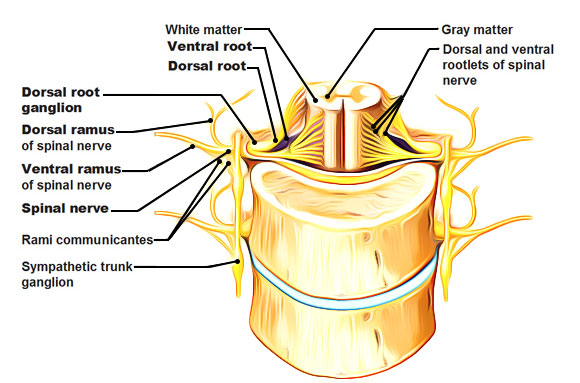 White matter
Ventral root
Dorsal root
Gray matter
Dorsal and ventral
rootlets of spinal
nerve
Dorsal root
ganglion
Dorsal ramus
of spinal nerve
Ventral ramus
of spinal nerve
Spinal nerve
Rami communicantes
Sympathetic trunk
ganglion